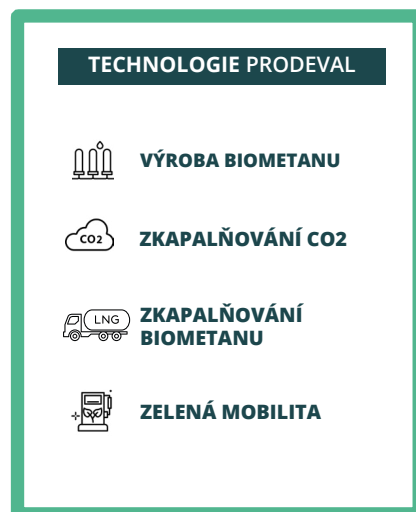 TECHNOLOGIE PRODEVAL
VÝROBA BIOMETANU
CO2
ZKAPALŇOVÁNÍ CO2
LNG
ZKAPALŇOVÁNÍ
BIOMETANU
ZELENÁ MOBILITA